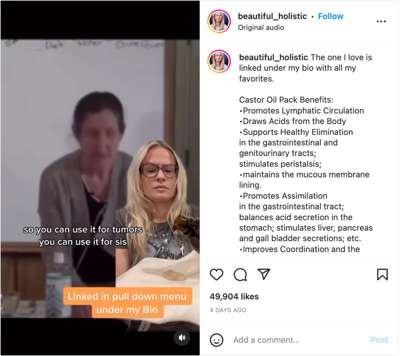 beautiful_holistic • Follow
Original audio
beautiful_holistic The one I love is
linked under my bio with all my
favorites.
Castor Oil Pack Benefits:
•Promotes Lymphatic Circulation
•Draws Acids from the Body
•Supports Healthy Elimination
in the gastrointestinal and
genitourinary tracts;
stimulates peristalsis;
•maintains the mucous membrane
lining.
•Promotes Assimilation
in the gastrointestinal tract;
balances acid secretion in the
stomach; stimulates liver, pancreas
and gall bladder secretions; etc.
•Improves Coordination and the
so you can use it for tumors
you can use it for sis
Linked in pull down menu
under my Bio
49,904 likes
4 DAYS AGO
Add a comment...
Post